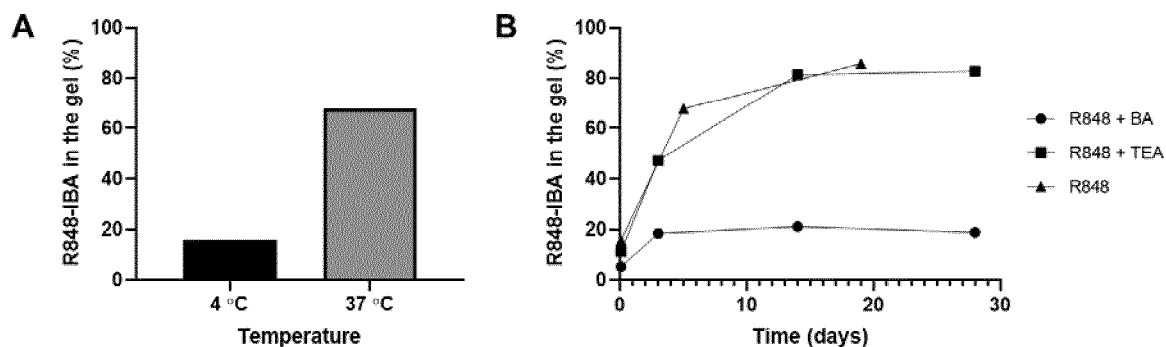 A
R848-IBA in the gel (%)
100
80
60
40
20
0
4 °C
37 °C
Temperature
B
R848-IBA in the gel (%)
100
80
60
40
20
0
0
10
20
30
Time (days)
R848 + BA
R848 + TEA
R848